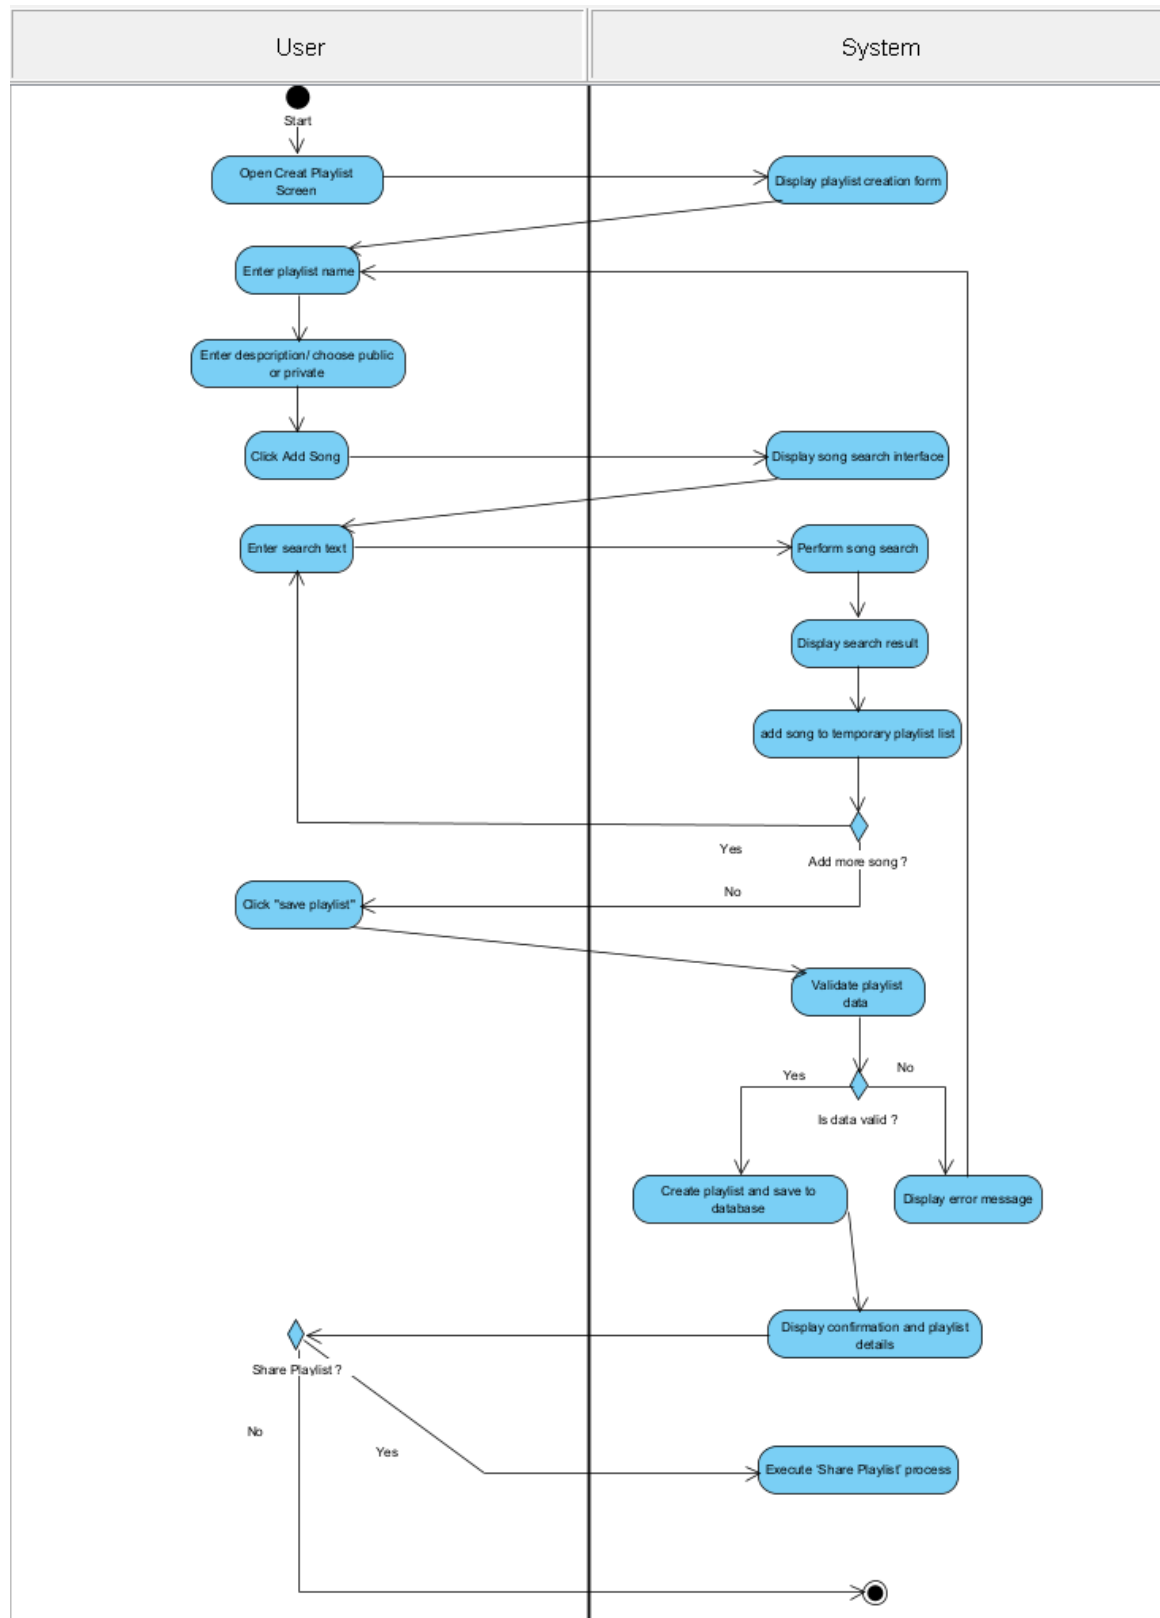 User
System
Start
Open Creat Playlist
Screen
Display playlist creation form
Enter playlist name
Enter despcription/ choose public
or private
Click Add Song
Display song search interface
Enter search text
Perform song search
Display search result
add song to temporary playlist list
Yes
Add more song ?
No
Click "save playlist"
Validate playlist
data
Yes
No
Is data valid ?
Create playlist and save to
database
Display error message
Display confirmation and playlist
details
Share Playlist ?
No
Yes
Execute 'Share Playlist' process